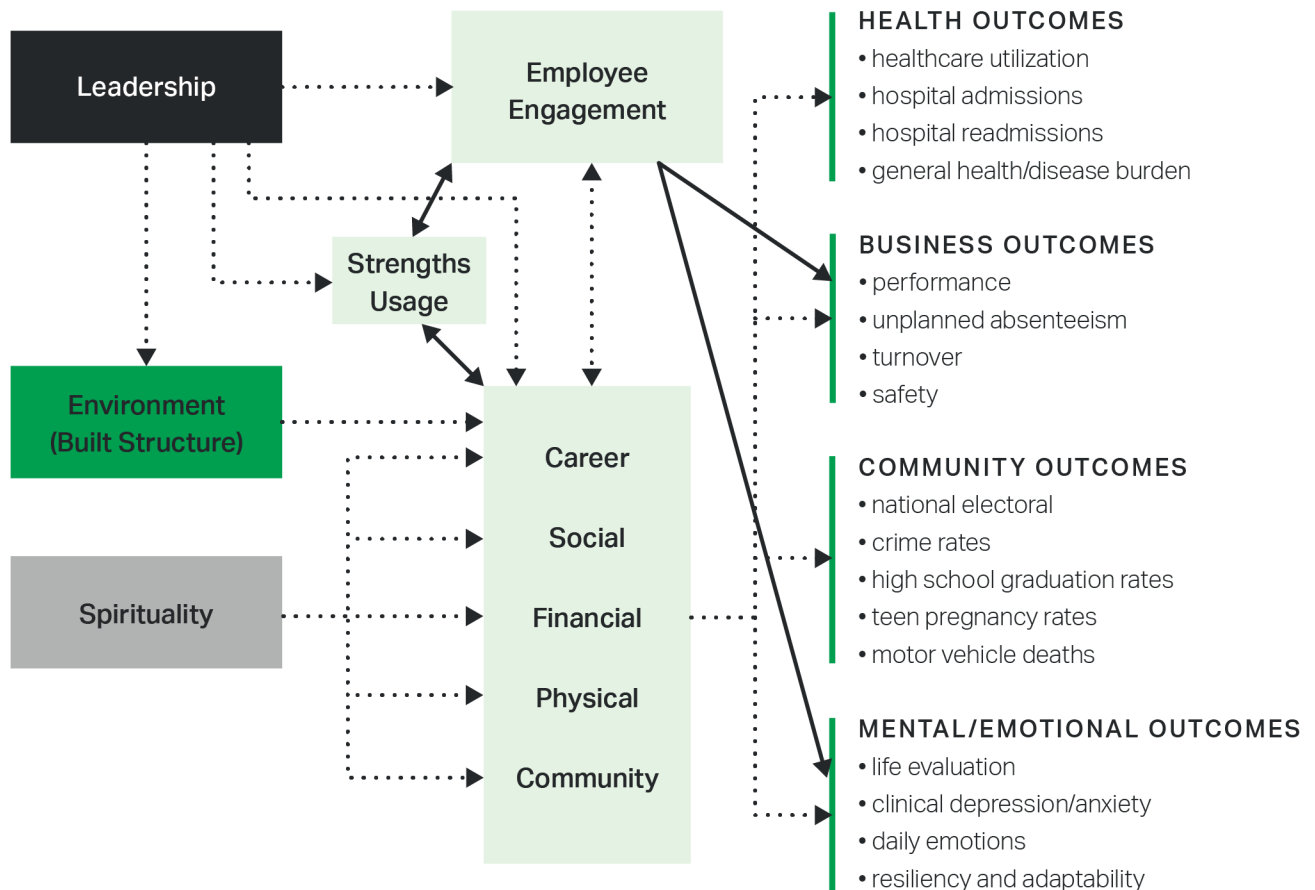 Leadership
Employee
Engagement
Strengths
Usage
Environment
(Built Structure)
Spirituality
Career
Social
Financial
Physical
Community
HEALTH OUTCOMES
• healthcare utilization
• hospital admissions
• hospital readmissions
• general health/disease burden
BUSINESS OUTCOMES
• performance
• unplanned absenteeism
• turnover
• safety
COMMUNITY OUTCOMES
• national electoral
• crime rates
• high school graduation rates
• teen pregnancy rates
• motor vehicle deaths
MENTAL/EMOTIONAL OUTCOMES
• life evaluation
• clinical depression/anxiety
• daily emotions
• resiliency and adaptability